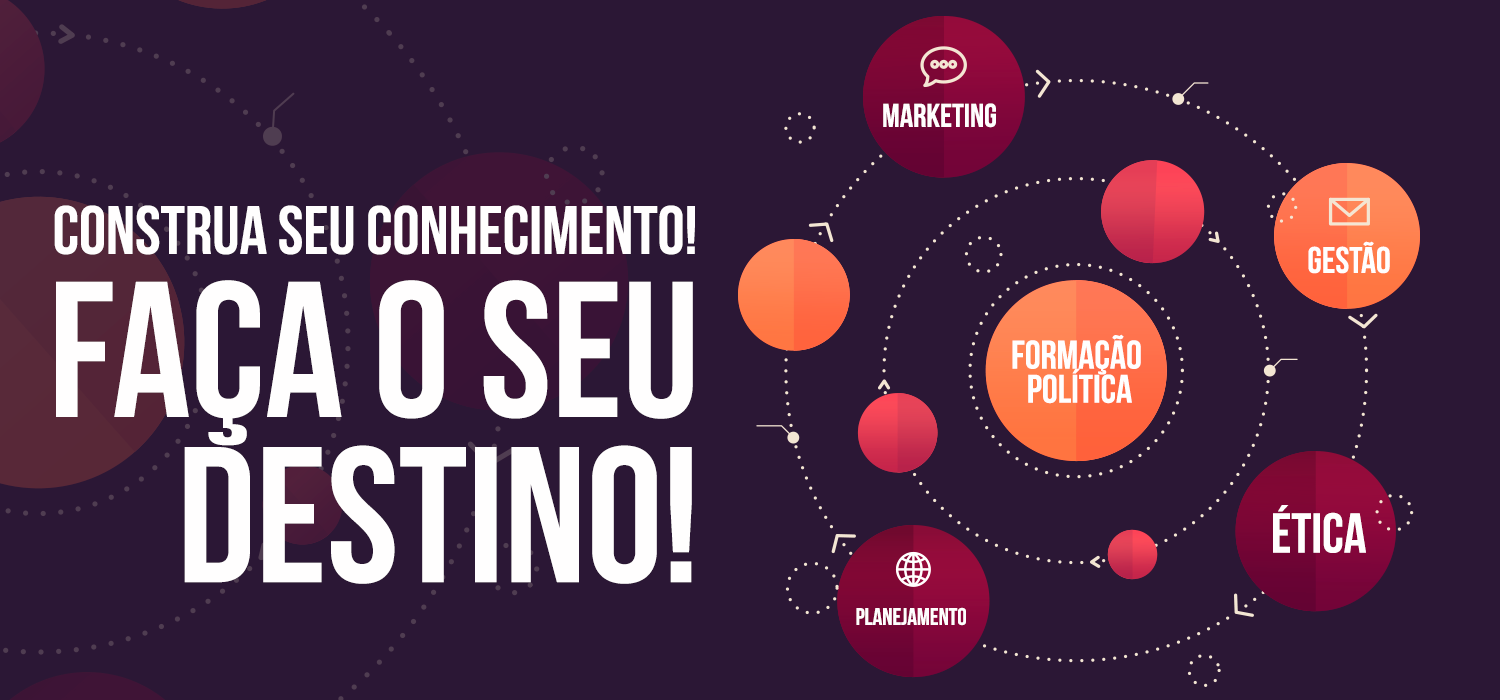 CONSTRUA SEU CONHECIMENTO!
FAÇA O SEU
DESTINO!
MARKETING
GESTÃO
FORMAÇÃO
POLÍTICA
ÉTICA
PLANEJAMENTO